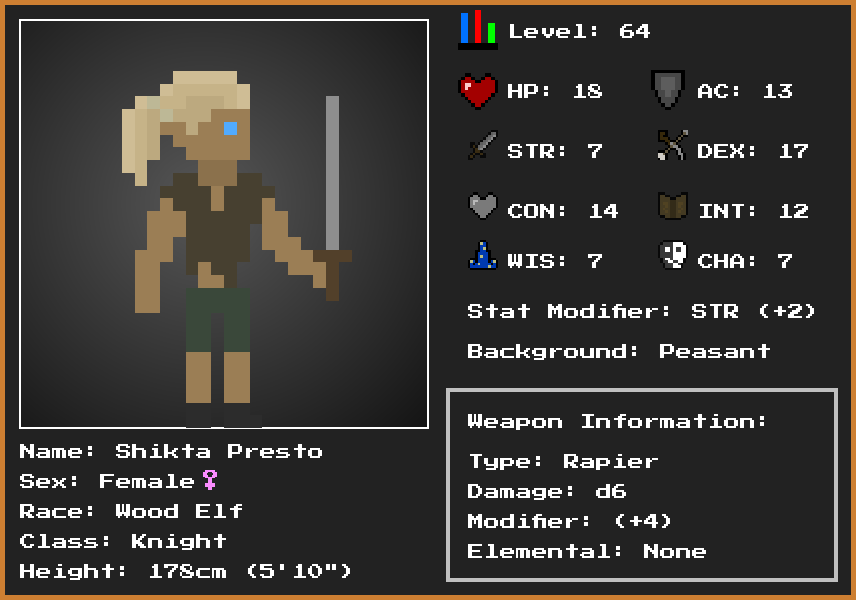 Level: 64
HP: 18 AC: 13
STR: 7 DEX: 17
CON: 14 INT: 12
WIS: 7 CHA: 7
Stat Modifier: STR (+2)
Background: Peasant
Weapon Information:
Type: Rapier
Damage: d6
Modifier: (+4)
Elemental: None
Name: Shikta Presto
Sex: Female♀
Race: Wood Elf
Class: Knight
Height: 178cm (5'10")